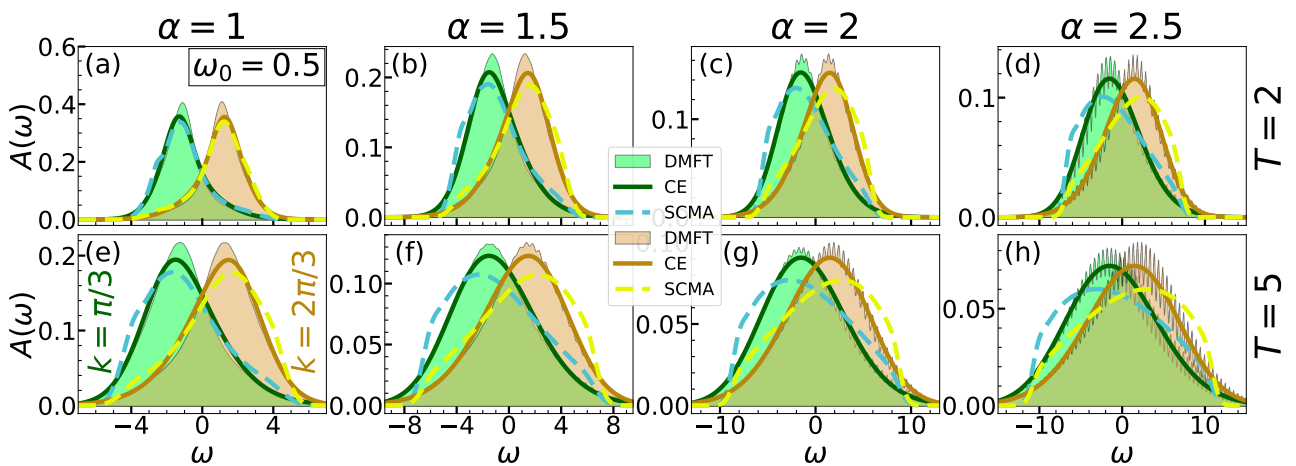 α = 1
α = 1.5
α = 2
α = 2.5
A(ω)
0.6
0.4
0.2
0.0
(a)
ω₀ = 0.5
0.2
0.1
0.0
(b)
0.1
(c)
0.1
0.0
(d)
T = 2
DMFT
CE
SCMA
DMFT
CE
SCMA
A(ω)
0.2
0.1
0.0
(e)
k = π/3
k = 2π/3
−4 0 4
ω
0.10
0.05
0.00
(f)
−8 −4 0 4 8
ω
0.05
0.00
(g)
−10 0 10
ω
0.05
0.00
(h)
−10 0 10
ω
T = 5